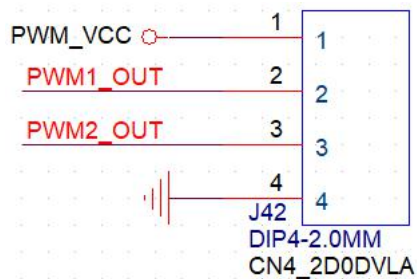 PWM_VCC 1 1
PWM1_OUT 2 2
PWM2_OUT 3 3
4 4
J42
DIP4-2.0MM
CN4_2D0DVLA